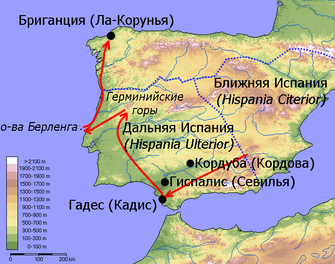 Бриганция (Ла-Корунья)
Ближняя Испания
(Hispania Citerior)
Герминийские
горы
о-ва Берленга
Дальняя Испания
(Hispania Ulterior)
Кордуба (Кордова)
Гиспалис (Севилья)
Гадес (Кадис)
>2100 m
1900-2100 m
1700-1900 m
1500-1700 m
1300-1500 m
1100-1300 m
900-1100 m
700-900 m
500-700 m
300-500 m
100-300 m
0-100 m
0
200 km